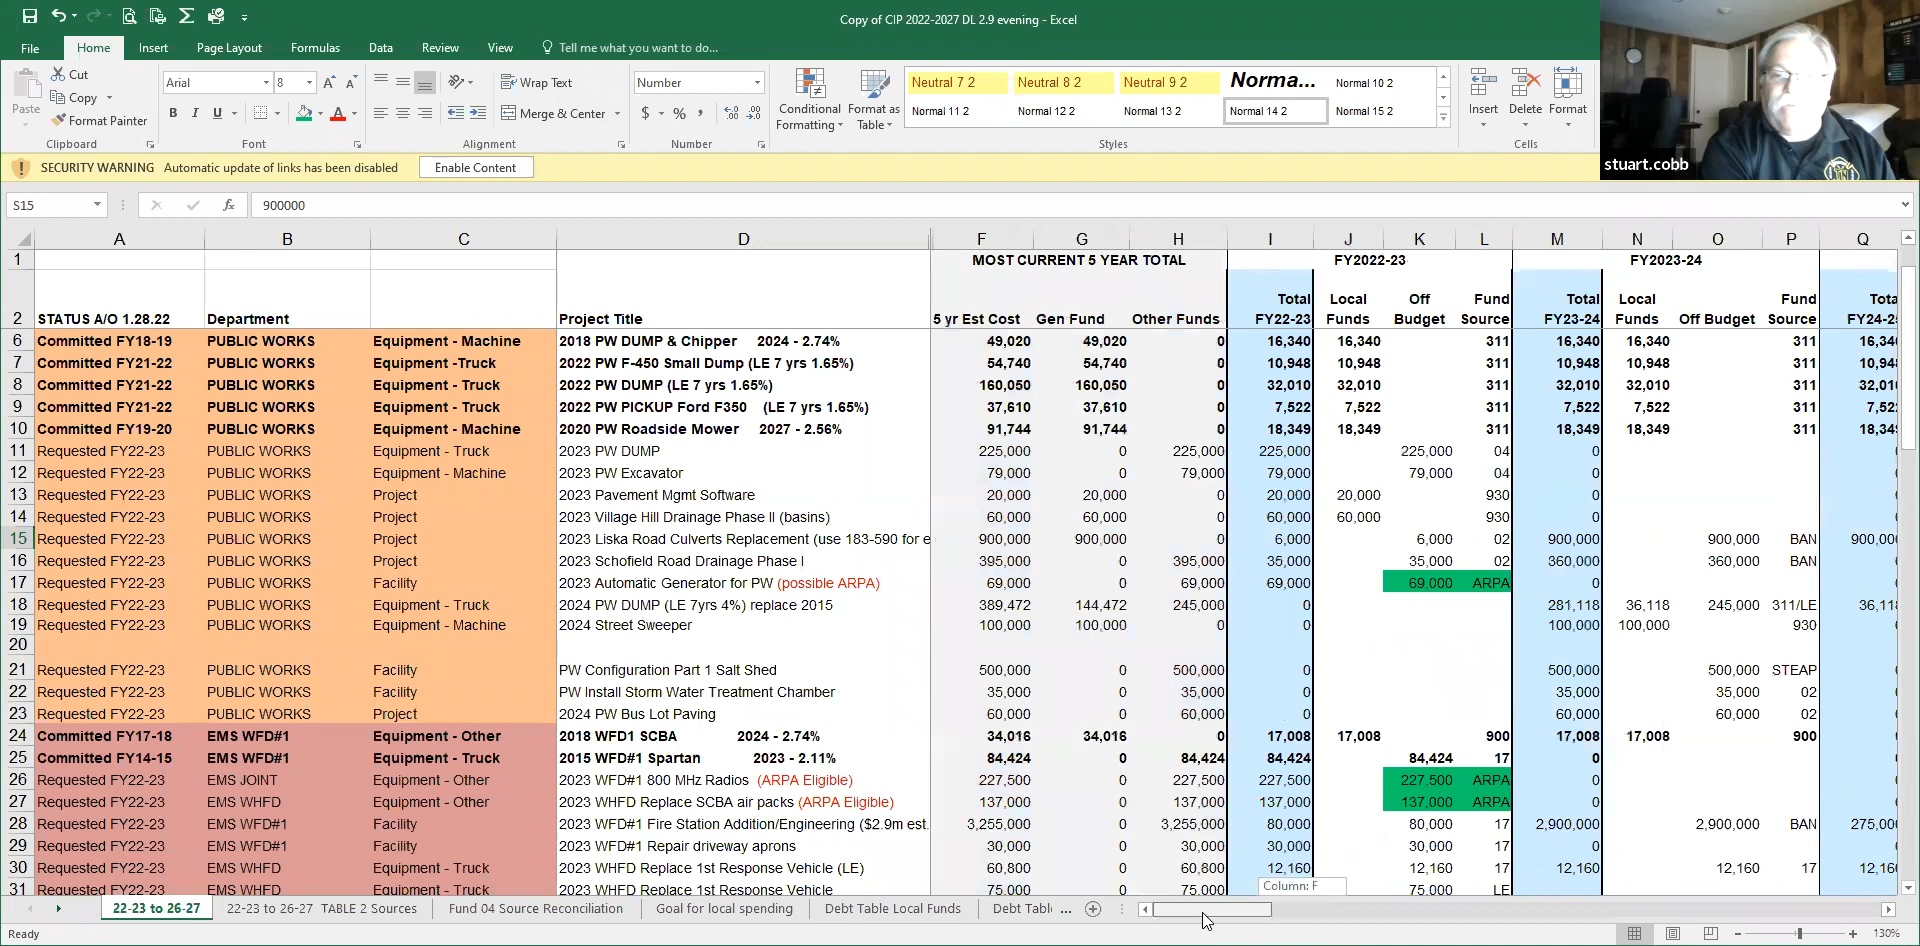 Copy of CIP 2022-2027 DL 2.9 evening - Excel
File Home Insert Page Layout Formulas Data Review View Tell me what you want to do...
Paste Cut Copy Format Painter Clipboard
Arial 8 B I U A A A Font
Wrap Text Merge & Center Alignment
Number $ % , Number
Conditional Formatting Format as Table
Neutral 7 2 Neutral 8 2 Neutral 9 2 Norma... Normal 10 2
Normal 11 2 Normal 12 2 Normal 13 2 Normal 14 2 Normal 15 2
Styles
Insert Delete Format
Cells
stuart.cobb
SECURITY WARNING Automatic update of links has been disabled Enable Content
S15 fx 900000
A B C D F G H I J K L M N O P Q
1 MOST CURRENT 5 YEAR TOTAL FY2022-23 FY2023-24
Total Local Off Fund Total Local Fund Tota
2 STATUS A/O 1.28.22 Department Project Title 5 yr Est Cost Gen Fund Other Funds FY22-23 Funds Budget Source FY23-24 Funds Off Budget Source FY24-2
6 Committed FY18-19 PUBLIC WORKS Equipment - Machine 2018 PW DUMP & Chipper 2024 - 2.74% 49,020 49,020 0 16,340 16,340 311 16,340 16,340 311 16,340
7 Committed FY21-22 PUBLIC WORKS Equipment -Truck 2022 PW F-450 Small Dump (LE 7 yrs 1.65%) 54,740 54,740 0 10,948 10,948 311 10,948 10,948 311 10,948
8 Committed FY21-22 PUBLIC WORKS Equipment - Truck 2022 PW DUMP (LE 7 yrs 1.65%) 160,050 160,050 0 32,010 32,010 311 32,010 32,010 311 32,010
9 Committed FY21-22 PUBLIC WORKS Equipment - Truck 2022 PW PICKUP Ford F350 (LE 7 yrs 1.65%) 37,610 37,610 0 7,522 7,522 311 7,522 7,522 311 7,522
10 Committed FY19-20 PUBLIC WORKS Equipment - Machine 2020 PW Roadside Mower 2027 - 2.56% 91,744 91,744 0 18,349 18,349 311 18,349 18,349 311 18,349
11 Requested FY22-23 PUBLIC WORKS Equipment - Truck 2023 PW DUMP 225,000 0 225,000 225,000 225,000 04 0
12 Requested FY22-23 PUBLIC WORKS Equipment - Machine 2023 PW Excavator 79,000 0 79,000 79,000 79,000 04 0
13 Requested FY22-23 PUBLIC WORKS Project 2023 Pavement Mgmt Software 20,000 20,000 0 20,000 20,000 930 0
14 Requested FY22-23 PUBLIC WORKS Project 2023 Village Hill Drainage Phase II (basins) 60,000 60,000 0 60,000 60,000 930 0
15 Requested FY22-23 PUBLIC WORKS Project 2023 Liska Road Culverts Replacement (use 183-590 for e 900,000 900,000 0 6,000 6,000 02 900,000 900,000 BAN 900,000
16 Requested FY22-23 PUBLIC WORKS Project 2023 Schofield Road Drainage Phase I 395,000 0 395,000 35,000 35,000 02 360,000 360,000 BAN
17 Requested FY22-23 PUBLIC WORKS Facility 2023 Automatic Generator for PW (possible ARPA) 69,000 0 69,000 69,000 69,000 ARPA 0
18 Requested FY22-23 PUBLIC WORKS Equipment - Truck 2024 PW DUMP (LE 7yrs 4%) replace 2015 389,472 144,472 245,000 0 281,118 36,118 245,000 311/LE 36,118
19 Requested FY22-23 PUBLIC WORKS Equipment - Machine 2024 Street Sweeper 100,000 100,000 0 0 100,000 100,000 930
20
21 Requested FY22-23 PUBLIC WORKS Facility PW Configuration Part 1 Salt Shed 500,000 0 500,000 0 500,000 500,000 STEAP
22 Requested FY22-23 PUBLIC WORKS Facility PW Install Storm Water Treatment Chamber 35,000 0 35,000 0 35,000 35,000 02
23 Requested FY22-23 PUBLIC WORKS Project 2024 PW Bus Lot Paving 60,000 0 60,000 0 60,000 60,000 02
24 Committed FY17-18 EMS WFD#1 Equipment - Other 2018 WFD1 SCBA 2024 - 2.74% 34,016 34,016 0 17,008 17,008 900 17,008 17,008 900
25 Committed FY14-15 EMS WFD#1 Equipment - Truck 2015 WFD#1 Spartan 2023 - 2.11% 84,424 0 84,424 84,424 84,424 17 0
26 Requested FY22-23 EMS JOINT Equipment - Other 2023 WFD#1 800 MHz Radios (ARPA Eligible) 227,500 0 227,500 227,500 227,500 ARPA 0
27 Requested FY22-23 EMS WHFD Equipment - Other 2023 WHFD Replace SCBA air packs (ARPA Eligible) 137,000 0 137,000 137,000 137,000 ARPA 0
28 Requested FY22-23 EMS WFD#1 Facility 2023 WFD#1 Fire Station Addition/Engineering ($2.9m est. 3,255,000 0 3,255,000 80,000 80,000 17 2,900,000 2,900,000 BAN 275,000
29 Requested FY22-23 EMS WFD#1 Facility 2023 WFD#1 Repair driveway aprons 30,000 0 30,000 30,000 30,000 17 0
30 Requested FY22-23 EMS WHFD Equipment - Truck 2023 WHFD Replace 1st Response Vehicle (LE) 60,800 0 60,800 12,160 12,160 17 12,160 12,160 17 12,160
31 Requested FY22-23 EMS WHFD Equipment - Truck 2023 WHFD Replace 1st Response Vehicle 75,000 0 75,000 75,000 LE 0
Column: F
22-23 to 26-27 22-23 to 26-27 TABLE 2 Sources Fund 04 Source Reconciliation Goal for local spending Debt Table Local Funds Debt Tabl ...
Ready 130%